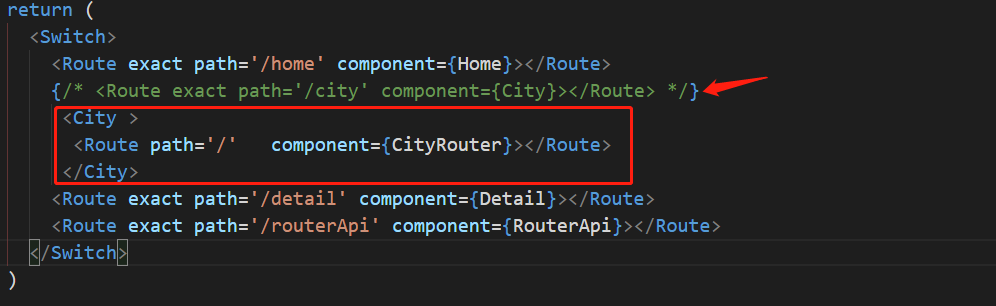 return (
<Switch>
<Route exact path='/home' component={Home}></Route>
{/* <Route exact path='/city' component={City}></Route> */}
<City >
<Route path='/'   component={CityRouter}></Route>
</City>
<Route exact path='/detail' component={Detail}></Route>
<Route exact path='/routerApi' component={RouterApi}></Route>
</Switch>
)